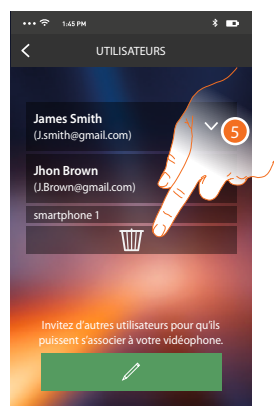 1:45 PM
UTILISATEURS
James Smith
(J.smith@gmail.com)
5
Jhon Brown
(J.Brown@gmail.com)
smartphone 1
Invitez d'autres utilisateurs pour qu'ils
puissent s'associer à votre vidéophone.